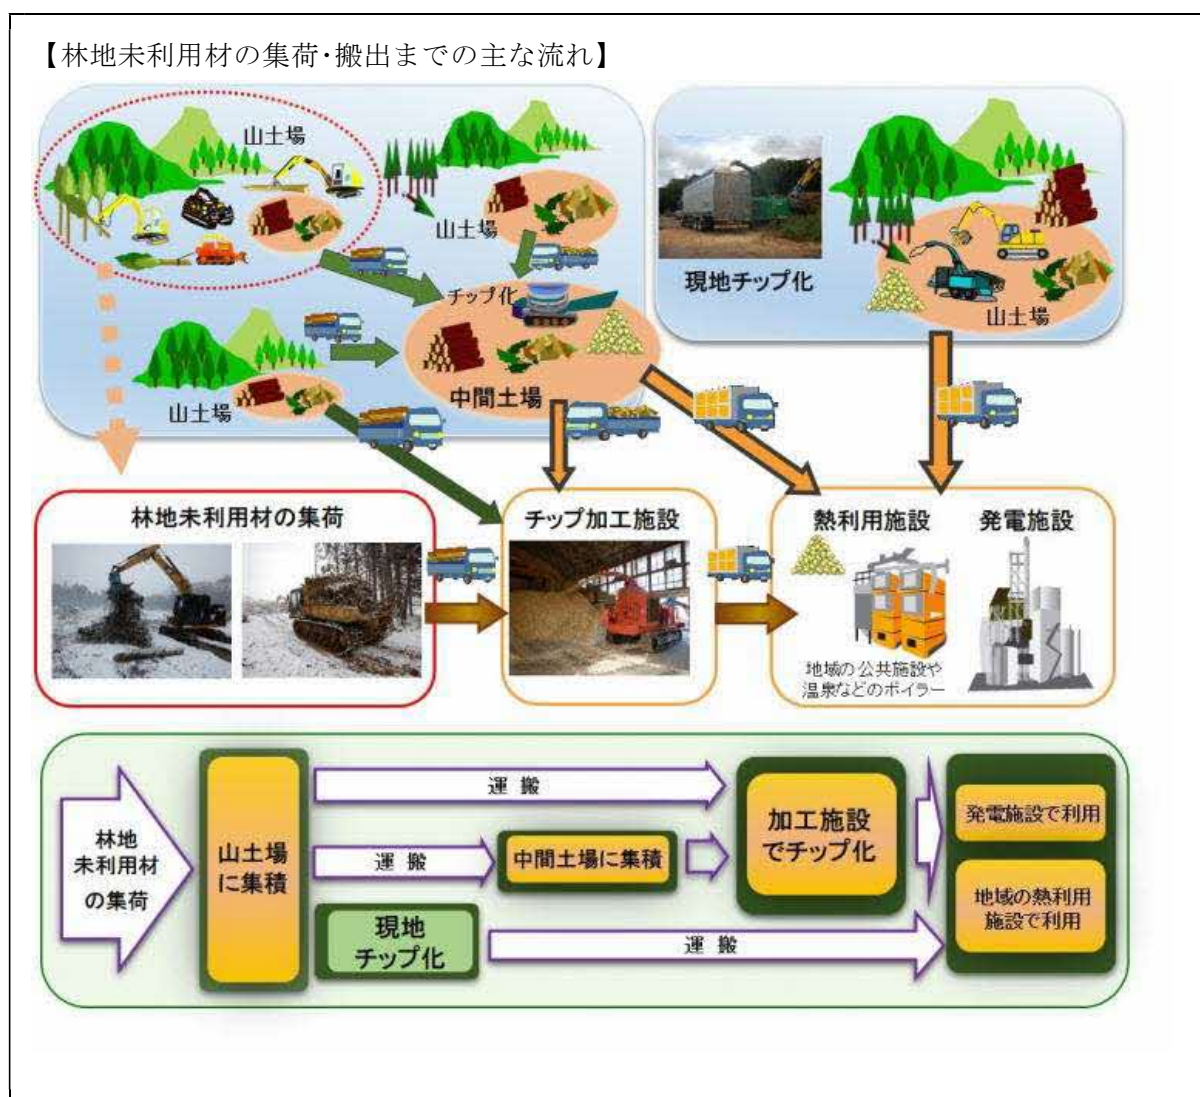 【林地未利用材の集荷･搬出までの主な流れ】
山土場
山土場
チップ化
中間土場
山土場
現地チップ化
山土場
林地未利用材の集荷
チップ加工施設
熱利用施設
発電施設
地域の公共施設や
温泉などのボイラー
林地
未利用材
の集荷
山土場
に集積
運 搬
運 搬
中間土場に集積
現地
チップ化
運 搬
加工施設
でチップ化
発電施設で利用
地域の熱利用
施設で利用